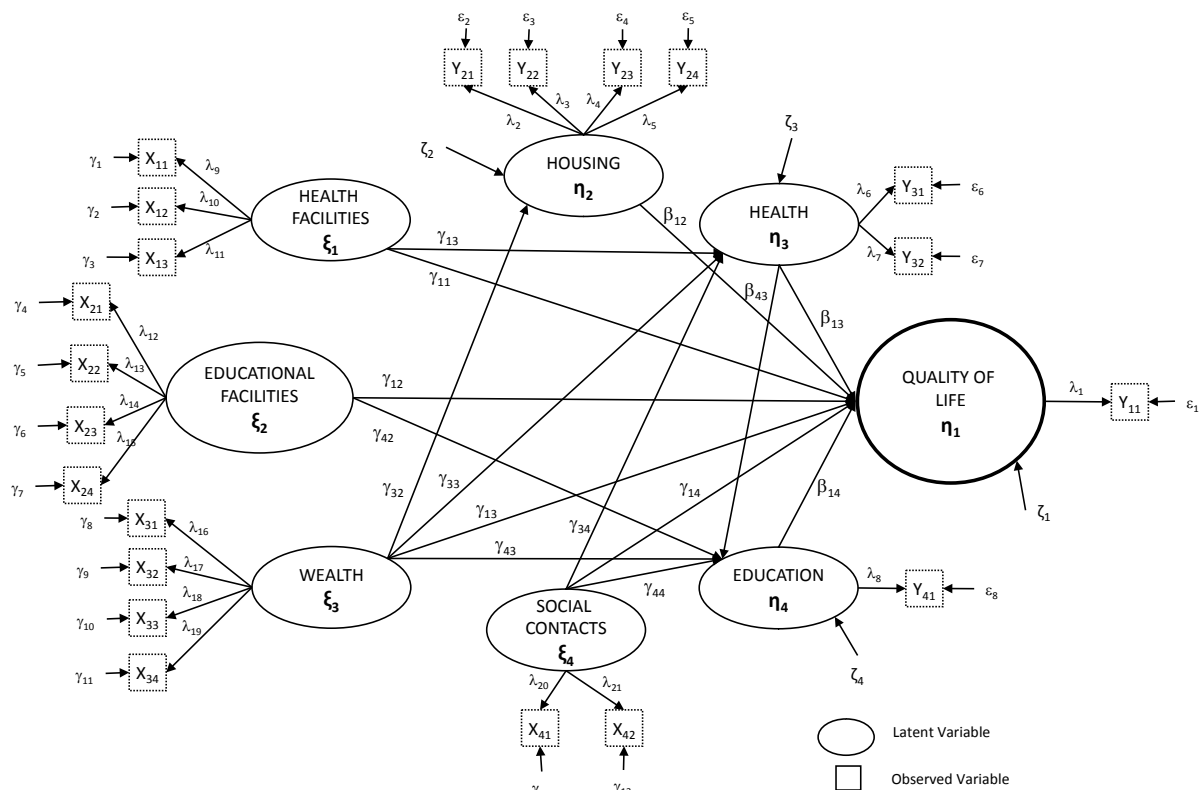 ε2 ε3 ε4 ε5
Y21 Y22 Y23 Y24
λ2 λ3 λ4 λ5
ζ2
HOUSING
η2
ζ3
HEALTH
η3
λ6 Y31 ε6
λ7 Y32 ε7
γ1 X11 λ9
γ2 X12 λ10
γ3 X13 λ11
HEALTH
FACILITIES
ξ1
γ13
γ11
β12
β43
β13
γ4 X21 λ12
γ5 X22 λ13
γ6 X23 λ14
γ7 X24 λ15
EDUCATIONAL
FACILITIES
ξ2
γ12
γ42
QUALITY OF
LIFE
η1
λ1 Y11 ε1
ζ1
γ32 γ33 γ13 γ34 γ14 β14
γ8 X31 λ16
γ9 X32 λ17
γ10 X33 λ18
γ11 X34 λ19
WEALTH
ξ3
γ43
γ44
SOCIAL
CONTACTS
ξ4
EDUCATION
η4
λ8 Y41 ε8
ζ4
λ20 λ21
X41 X42
Latent Variable
Observed Variable